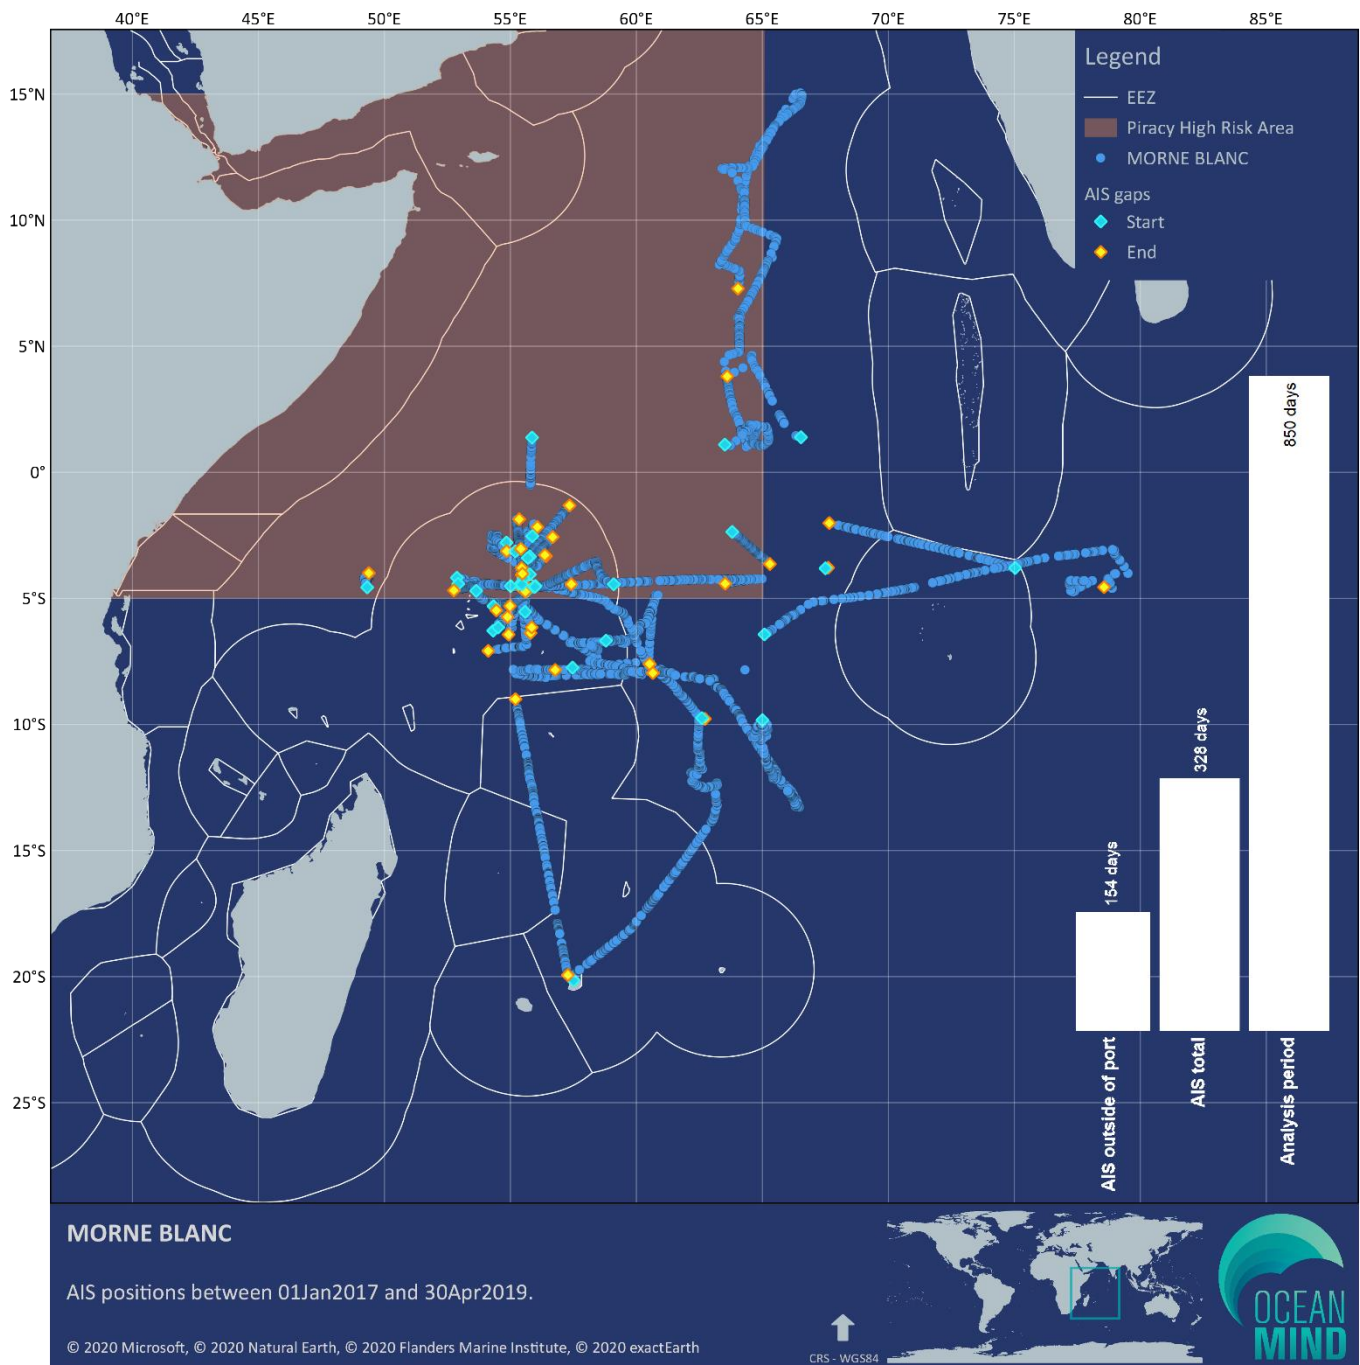 40°E 45°E 50°E 55°E 60°E 65°E 70°E 75°E 80°E 85°E
Legend
EEZ
Piracy High Risk Area
MORNE BLANC
AIS gaps
Start
End
15°N
10°N
5°N
0°
5°S
10°S
15°S
20°S
25°S
154 days
328 days
850 days
AIS outside of port
AIS total
Analysis period
MORNE BLANC
AIS positions between 01Jan2017 and 30Apr2019.
© 2020 Microsoft, © 2020 Natural Earth, © 2020 Flanders Marine Institute, © 2020 exactEarth
CRS - WGS84
OCEAN
MIND